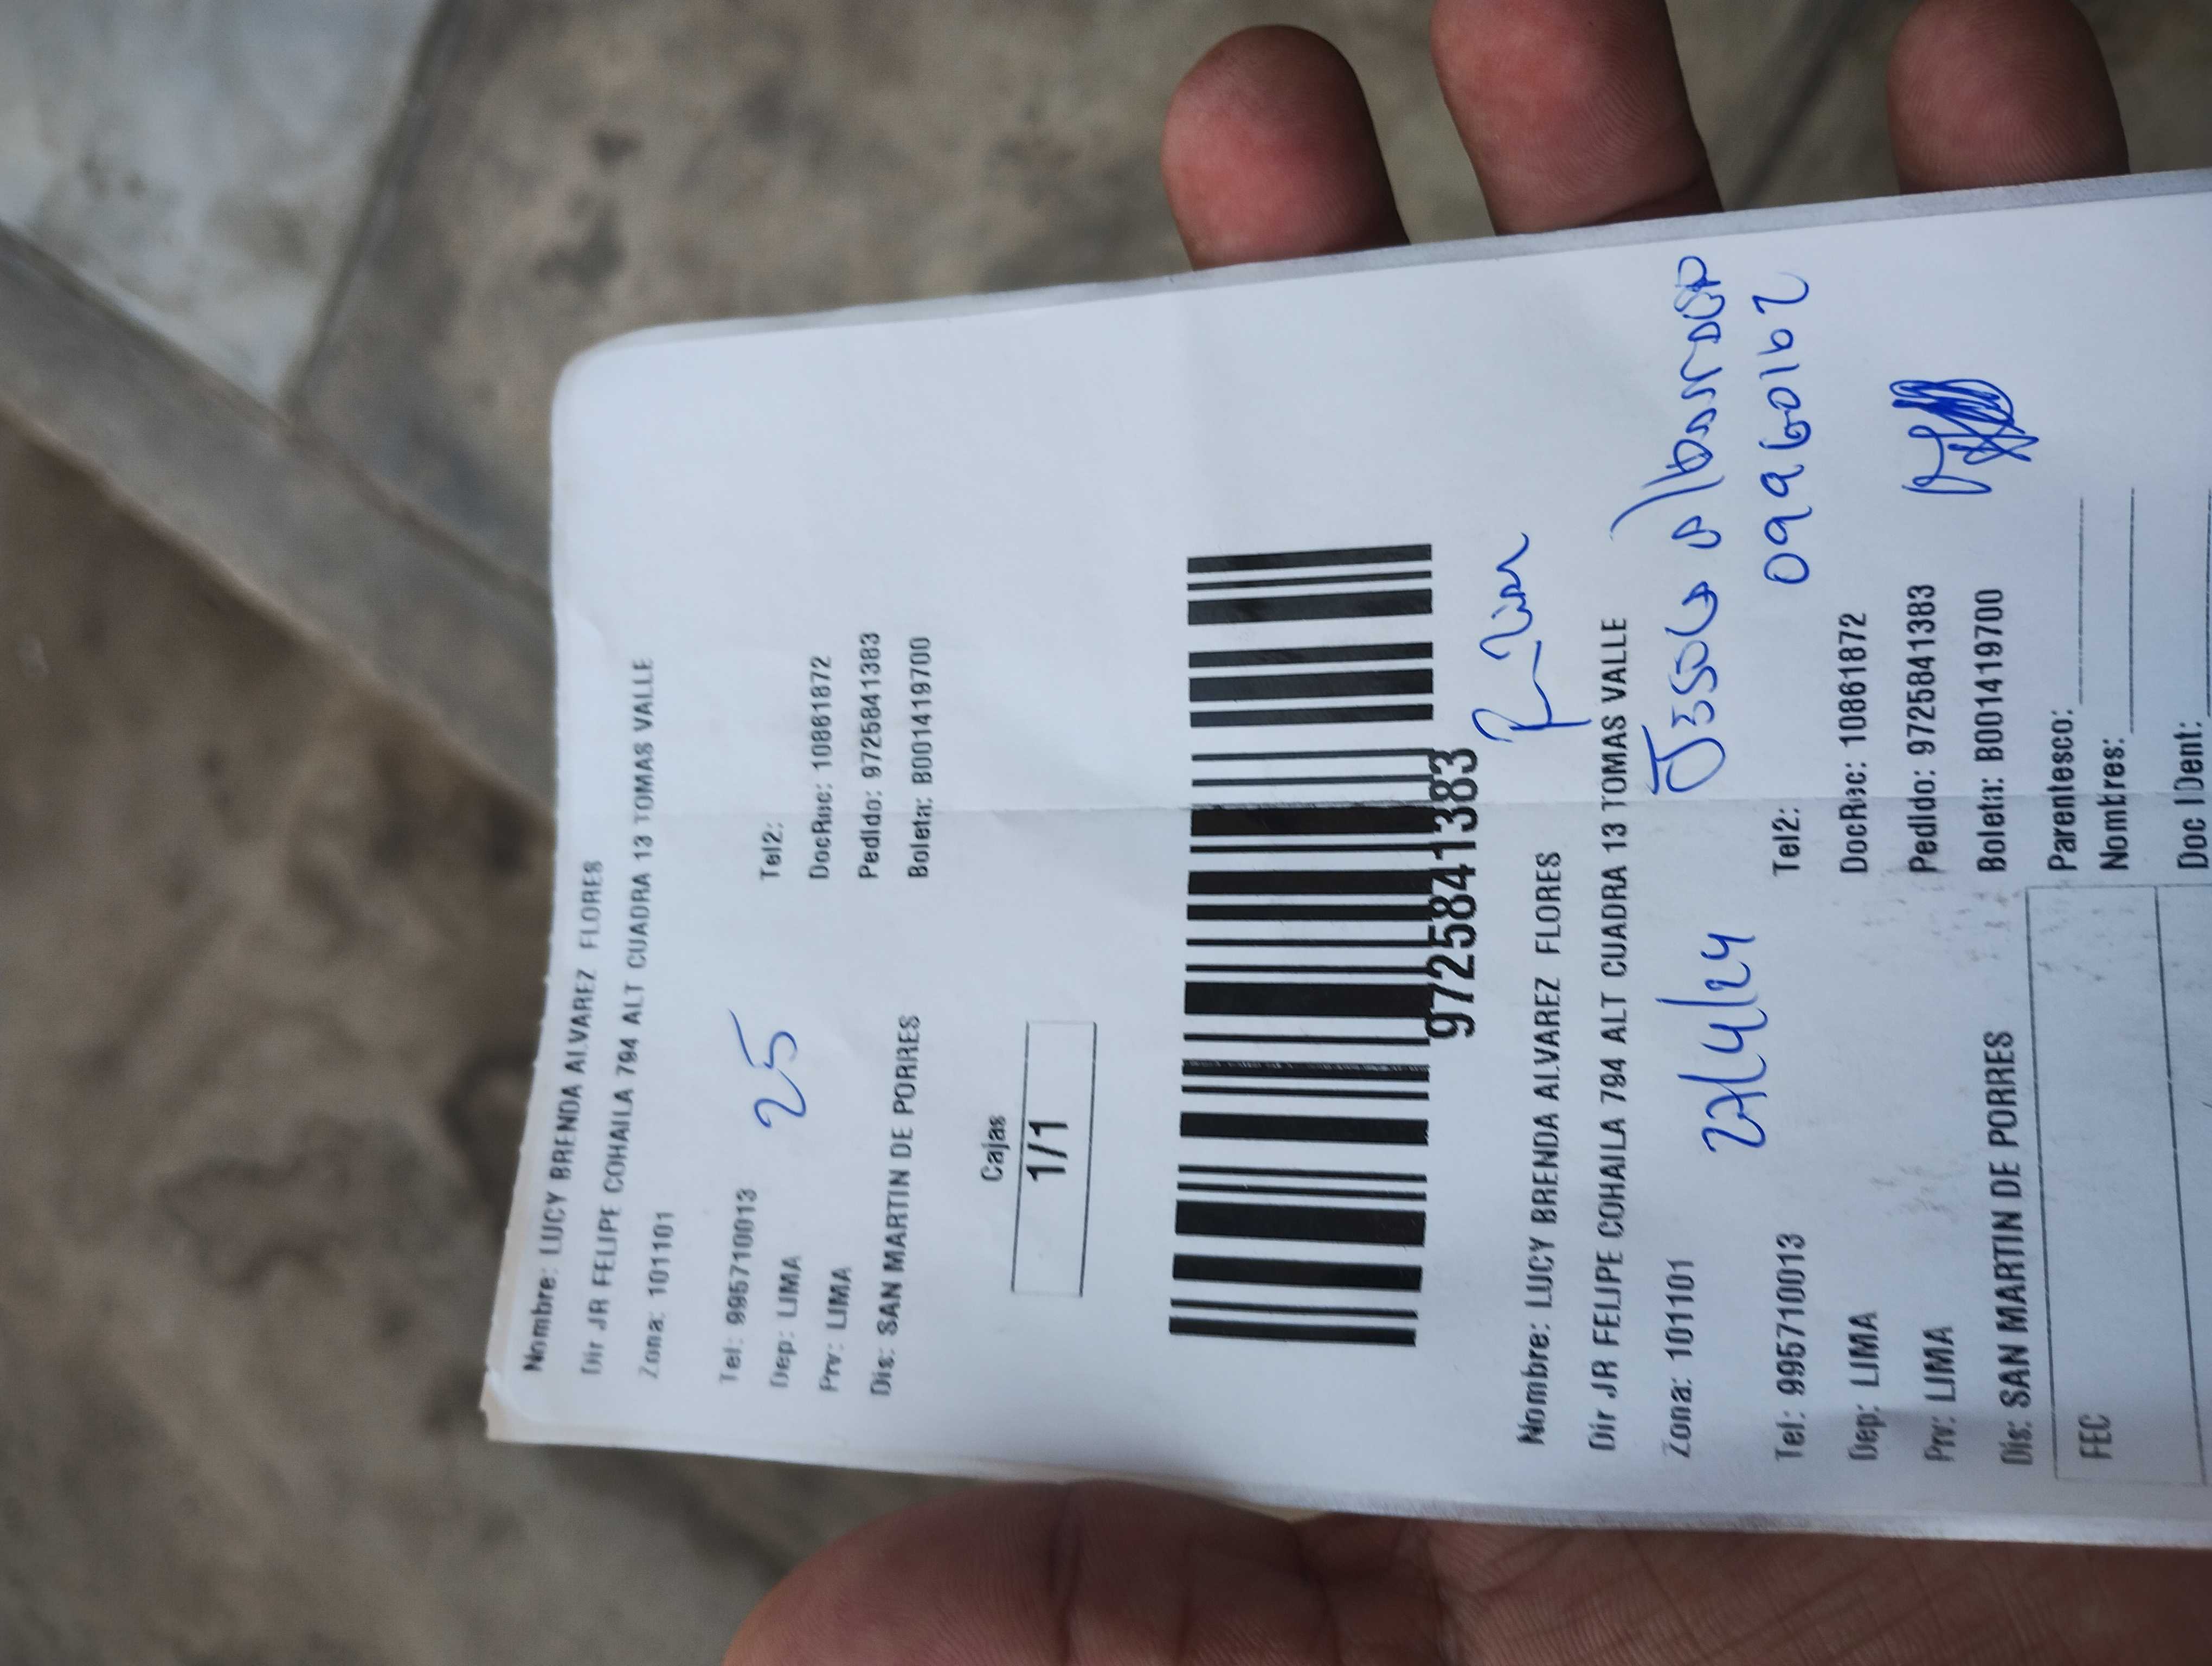 Nombre: LUCY BRENDA ALVAREZ FLORES
Dir JR FELIPE COHAILA 794 ALT CUADRA 13 TOMAS VALLE
Zona: 101101
Tel: 995710013 25 Tel2:
Dep: LIMA DocRuc: 10861872
Prv: LIMA Pedido: 9725841383
Dis: SAN MARTIN DE PORRES Boleta: B001419700
Cajas
1/1
9725841383
Nombre: LUCY BRENDA ALVAREZ FLORES
Dir JR FELIPE COHAILA 794 ALT CUADRA 13 TOMAS VALLE
Zona: 101101
Tel: 995710013 Tel2: 09960162
Dep: LIMA DocRuc: 10861872
Prv: LIMA Pedido: 9725841383
Dis: SAN MARTIN DE PORRES Boleta: B001419700
FEC
Parentesco:
Nombres:
Doc IDent: